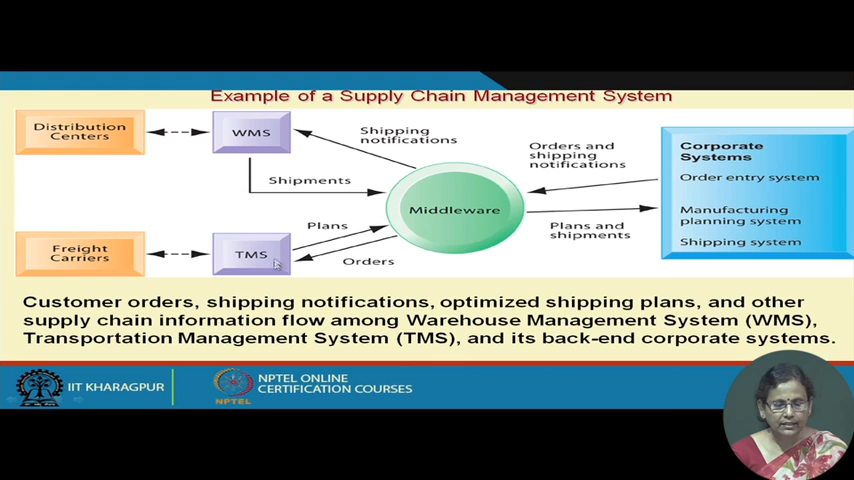 Example of a Supply Chain Management System
Distribution
Centers
WMS
Shipping
notifications
Orders and
shipping
notifications
Corporate
Systems
Order entry system
Manufacturing
planning system
Shipping system
Shipments
Middleware
Plans
Plans and
shipments
Freight
Carriers
TMS
Orders
Customer orders, shipping notifications, optimized shipping plans, and other
supply chain information flow among Warehouse Management System (WMS),
Transportation Management System (TMS), and its back-end corporate systems.
IIT KHARAGPUR
NPTEL
NPTEL ONLINE
CERTIFICATION COURSES